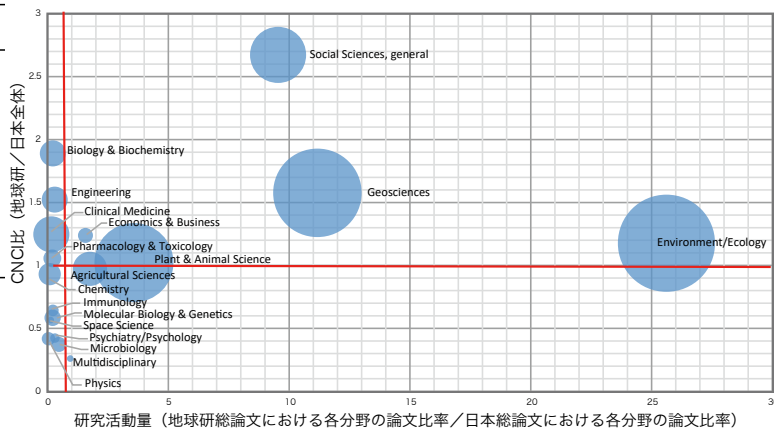 3
2.5
2
1.5
1
0.5
0
CNCI比（地球研／日本全体）
Social Sciences, general
Biology & Biochemistry
Engineering
Geosciences
Clinical Medicine
Economics & Business
Pharmacology & Toxicology
Environment/Ecology
Plant & Animal Science
Agricultural Sciences
Chemistry
Immunology
Molecular Biology & Genetics
Space Science
Psychiatry/Psychology
Microbiology
Multidisciplinary
Physics
0 5 10 15 20 25 3
研究活動量（地球研総論文における各分野の論文比率／日本総論文における各分野の論文比率）